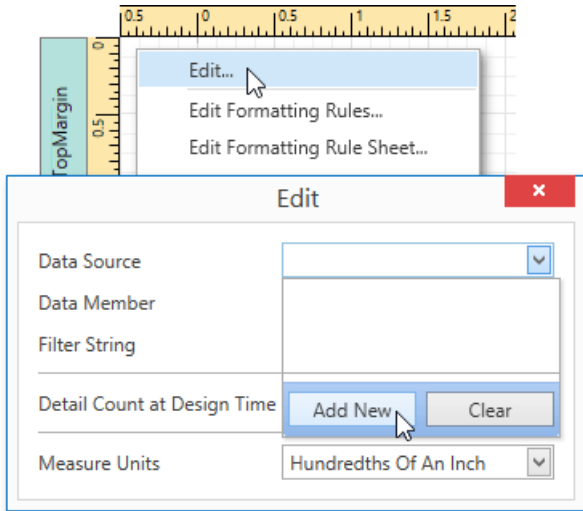 0.5 0 0.5 1 1.5 2
0
0.5
TopMargin
Edit...
Edit Formatting Rules...
Edit Formatting Rule Sheet...
Edit
Data Source
Data Member
Filter String
Detail Count at Design Time
Add New
Clear
Measure Units
Hundredths Of An Inch